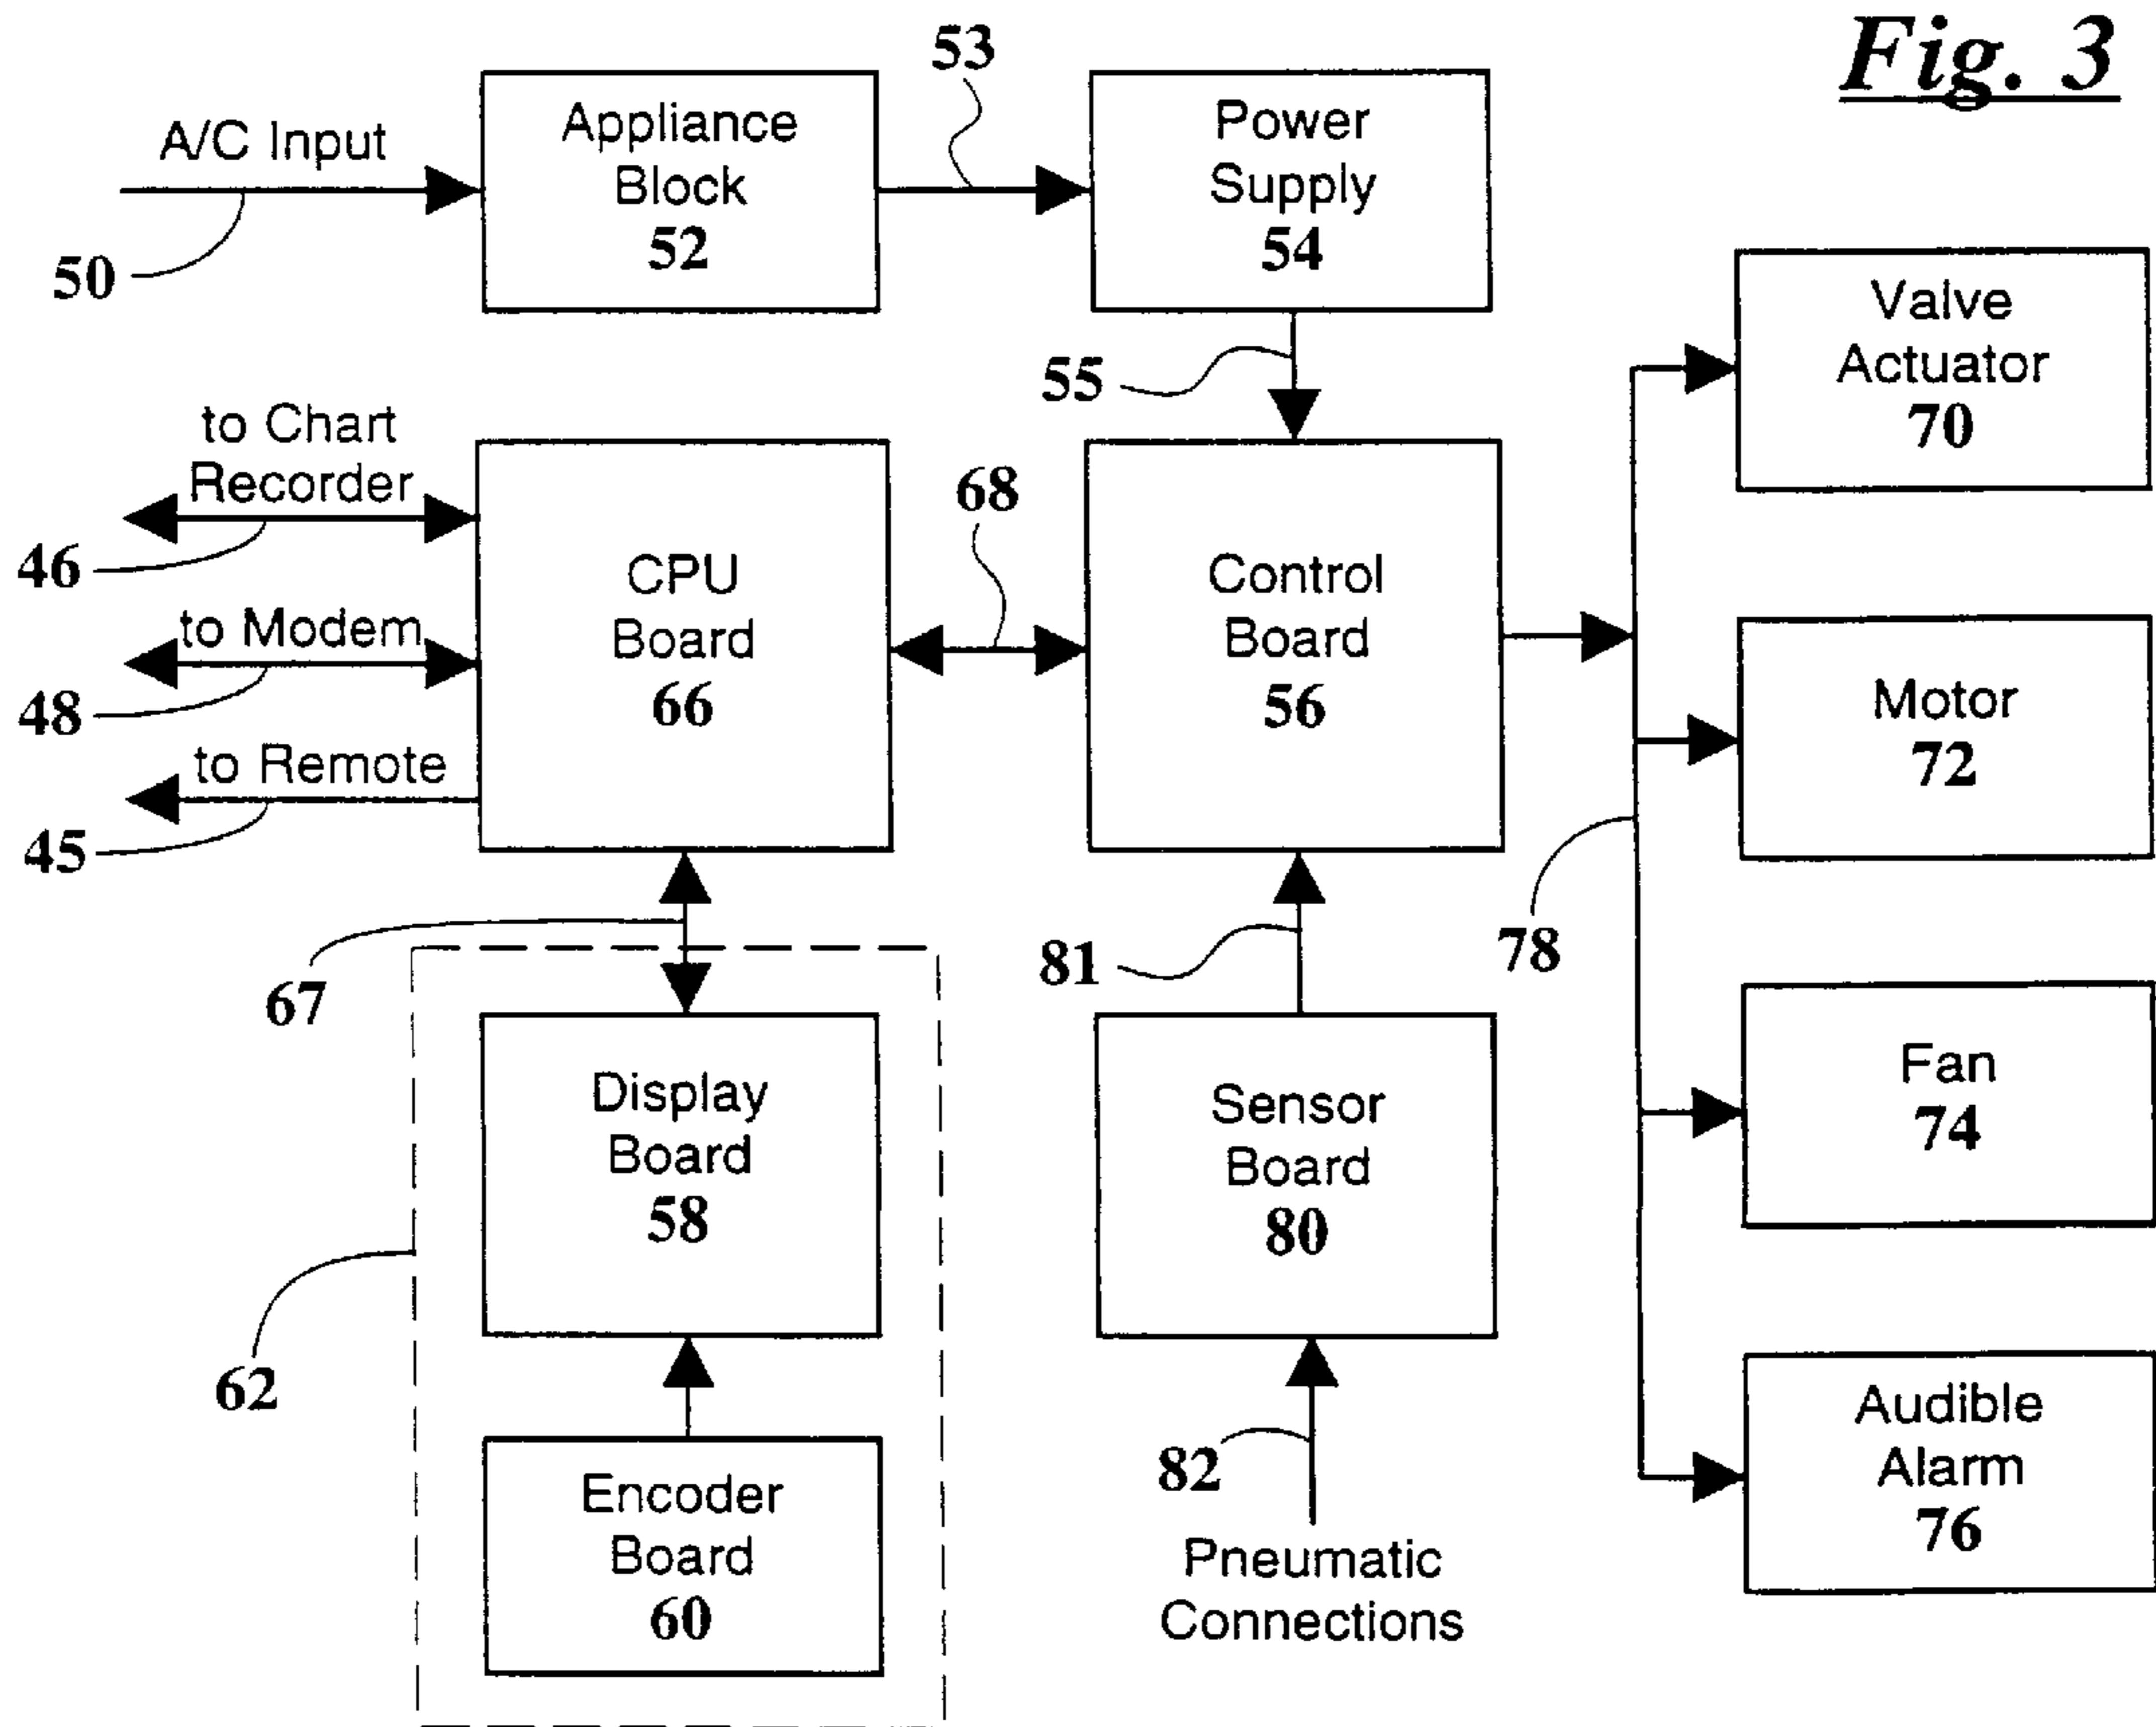 Fig. 3
53
A/C Input
50
Appliance
Block
52
Power
Supply
54
55
Valve
Actuator
70
to Chart
Recorder
46
to Modem
48
to Remote
45
CPU
Board
66
68
Control
Board
56
Motor
72
78
67
62
Display
Board
58
81
Sensor
Board
80
Fan
74
Encoder
Board
60
82
Pneumatic
Connections
Audible
Alarm
76